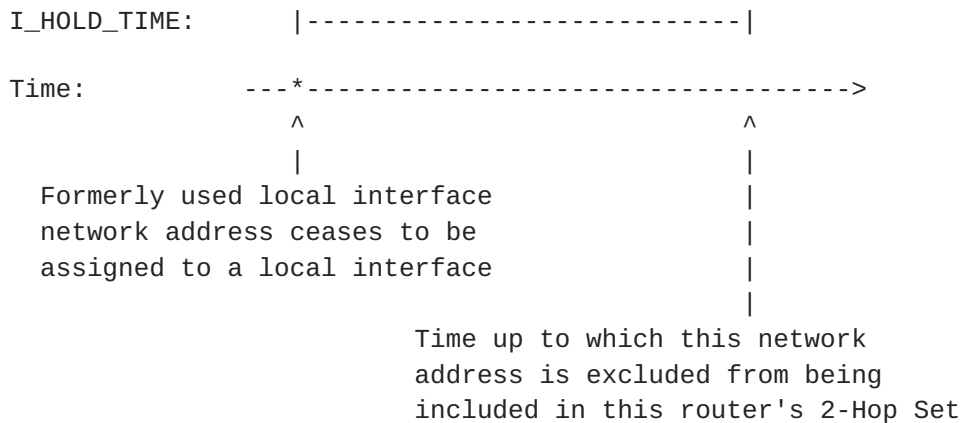 I_HOLD_TIME:      |----------------------------|
Time:          ---*----------------------------------->
^                            ^
|                            |
Formerly used local interface                |
network address ceases to be                 |
assigned to a local interface                |
|
Time up to which this network
address is excluded from being
included in this router's 2-Hop Set